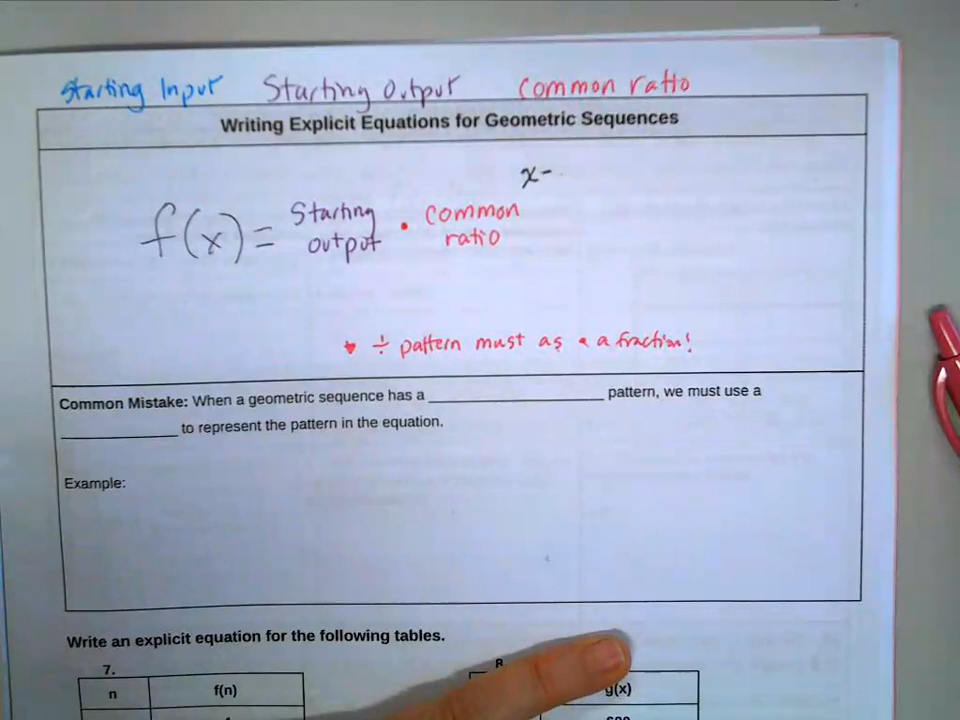 Starting Input Starting Output Common ratio
Writing Explicit Equations for Geometric Sequences
x-
f(x) = Starting output • common ratio
÷ pattern must as a a fraction!
Common Mistake: When a geometric sequence has a ____________________ pattern, we must use a
_____________ to represent the pattern in the equation.
Example:
Write an explicit equation for the following tables.
7.
n f(n)
g(x)